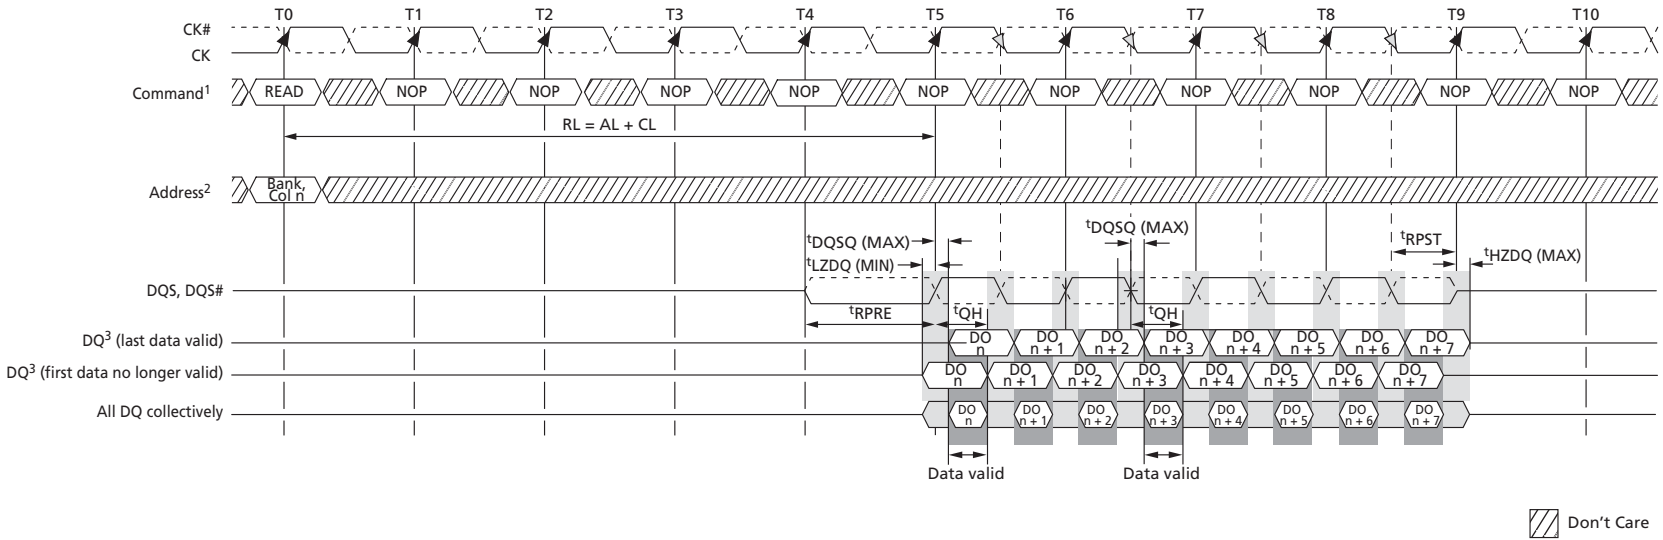 T0 T1 T2 T3 T4 T5 T6 T7 T8 T9 T10
CK#
CK
Command1 READ NOP NOP NOP NOP NOP NOP NOP NOP NOP NOP
RL = AL + CL
Address2 Bank,
Col n
tDQSQ (MAX) tDQSQ (MAX) tRPST
tLZDQ (MIN) tHZDQ (MAX)
DQS, DQS#
tRPRE tQH tQH
DQ3 (last data valid) DO n DO n + 1 DO n + 2 DO n + 3 DO n + 4 DO n + 5 DO n + 6 DO n + 7
DQ3 (first data no longer valid) DO n DO n + 1 DO n + 2 DO n + 3 DO n + 4 DO n + 5 DO n + 6 DO n + 7
All DQ collectively DO n DO n + 1 DO n + 2 DO n + 3 DO n + 4 DO n + 5 DO n + 6 DO n + 7
Data valid Data valid
Don't Care